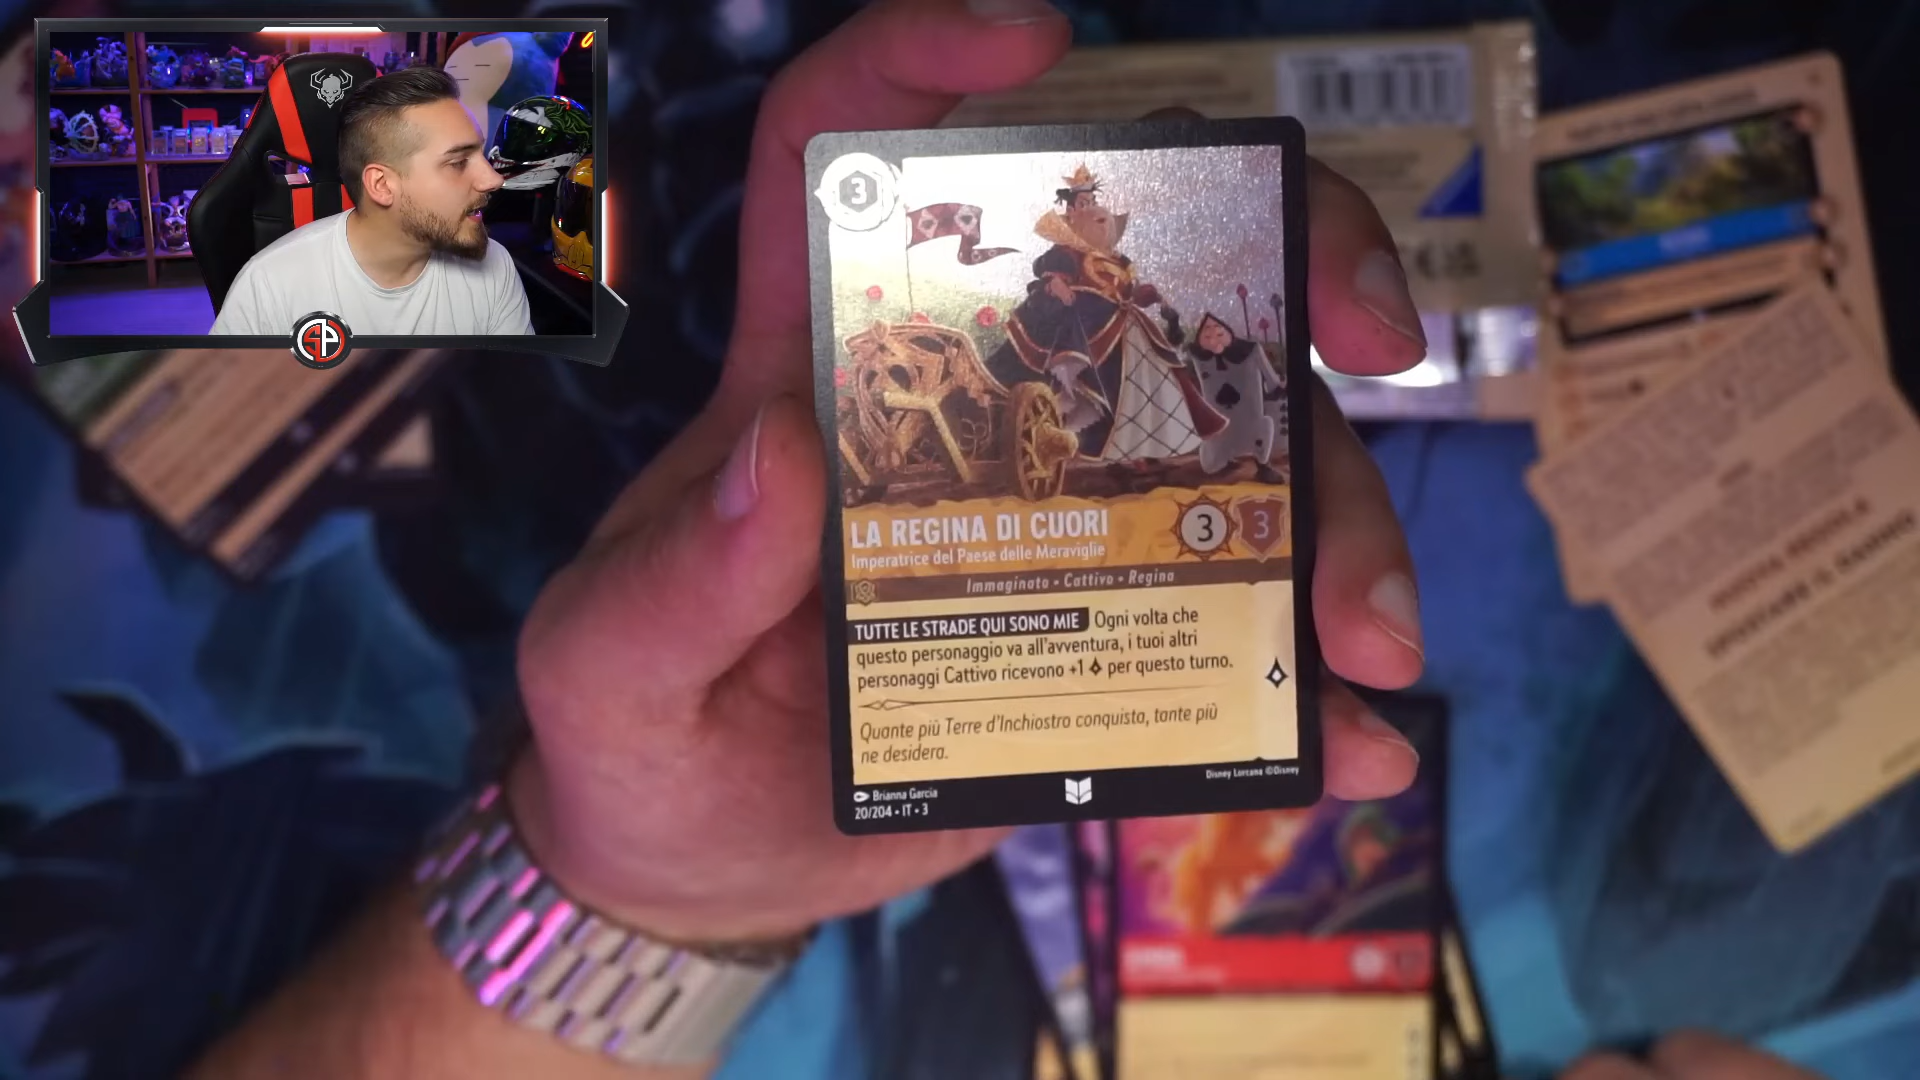 3
LA REGINA DI CUORI
Imperatrice del Paese delle Meraviglie
3 3
Immaginato • Cattivo • Regina
TUTTE LE STRADE QUI SONO MIE Ogni volta che
questo personaggio va all'avventura, i tuoi altri
personaggi Cattivo ricevono +1 per questo turno.
Quante più Terre d'Inchiostro conquista, tante più
ne desidera.
Brianna Garcia
20/204 • IT • 3
Disney Lorcana ©Disney
SP